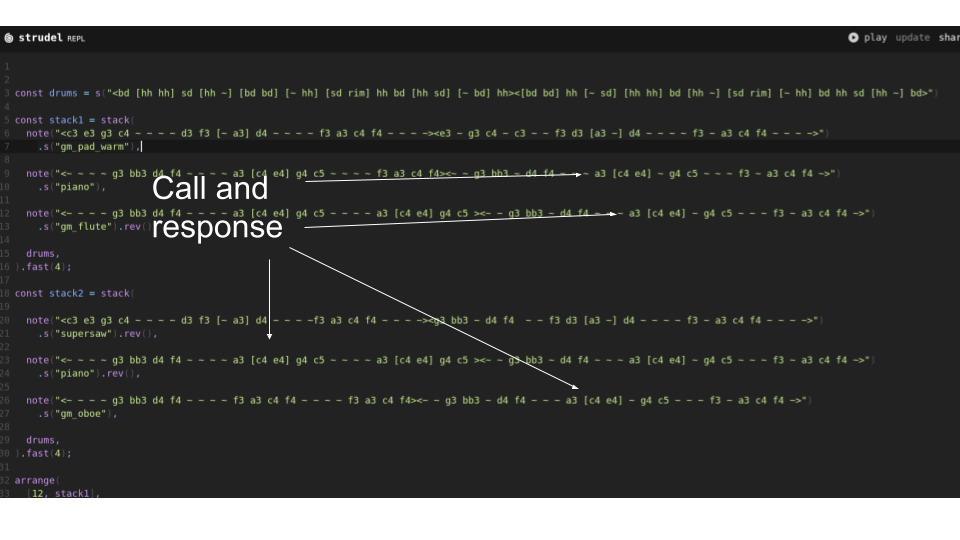 strudel REPL
play update shar
1
2
3 const drums = s("<bd [hh hh] sd [hh ~] [bd bd] [~ hh] [sd rim] hh bd [hh sd] [~ bd] hh><[bd bd] hh [~ sd] [hh hh] bd [hh ~] [sd rim] [~ hh] bd hh sd [hh ~] bd>")
4
5 const stack1 = stack(
6 note("<c3 e3 g3 c4 ~ ~ ~ ~ d3 f3 [~ a3] d4 ~ ~ ~ ~ f3 a3 c4 f4 ~ ~ ~ ~><e3 ~ g3 c4 ~ c3 ~ ~ f3 d3 [a3 ~] d4 ~ ~ ~ ~ f3 ~ a3 c4 f4 ~ ~ ~ ~>")
7 .s("gm_pad_warm"),
8
9 note("<~ ~ ~ ~ g3 bb3 d4 f4 ~ ~ ~ ~ a3 [c4 e4] g4 c5 ~ ~ ~ ~ f3 a3 c4 f4><~ ~ g3 bb3 ~ d4 f4 ~ ~ ~ a3 [c4 e4] ~ g4 c5 ~ ~ ~ f3 ~ a3 c4 f4 ~>")
10 .s("piano"),
11
12 note("<~ ~ ~ ~ g3 bb3 d4 f4 ~ ~ ~ ~ a3 [c4 e4] g4 c5 ~ ~ ~ ~ a3 [c4 e4] g4 c5 ><~ ~ g3 bb3 ~ d4 f4 ~ ~ ~ a3 [c4 e4] ~ g4 c5 ~ ~ ~ f3 ~ a3 c4 f4 ~>")
13 .s("gm_flute").rev()
Call and
response
14
15 drums,
16 ).fast(4);
17
18 const stack2 = stack(
19
20 note("<c3 e3 g3 c4 ~ ~ ~ ~ d3 f3 [~ a3] d4 ~ ~ ~ ~f3 a3 c4 f4 ~ ~ ~ ~><g3 bb3 ~ d4 f4 ~ ~ f3 d3 [a3 ~] d4 ~ ~ ~ ~ f3 ~ a3 c4 f4 ~ ~ ~ ~>")
21 .s("supersaw").rev(),
22
23 note("<~ ~ ~ ~ g3 bb3 d4 f4 ~ ~ ~ ~ a3 [c4 e4] g4 c5 ~ ~ ~ ~ a3 [c4 e4] g4 c5 ><~ ~ g3 bb3 ~ d4 f4 ~ ~ ~ a3 [c4 e4] ~ g4 c5 ~ ~ ~ f3 ~ a3 c4 f4 ~>")
24 .s("piano").rev(),
25
26 note("<~ ~ ~ ~ g3 bb3 d4 f4 ~ ~ ~ ~ f3 a3 c4 f4 ~ ~ ~ ~ f3 a3 c4 f4><~ ~ g3 bb3 ~ d4 f4 ~ ~ ~ a3 [c4 e4] ~ g4 c5 ~ ~ ~ f3 ~ a3 c4 f4 ~>")
27 .s("gm_oboe"),
28
29 drums,
30 ).fast(4);
31
32 arrange(
33 [12, stack1],